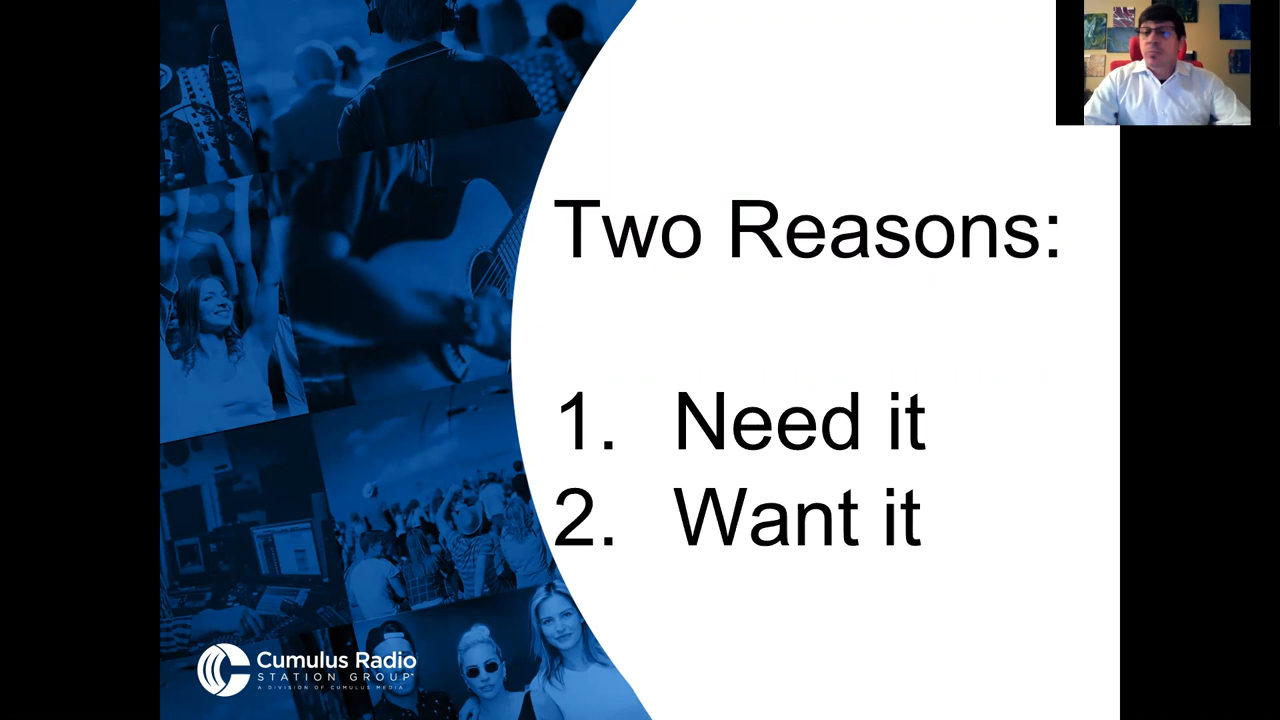 Two Reasons:
1. Need it
2. Want it
Cumulus Radio
STATION GROUP
A DIVISION OF CUMULUS MEDIA